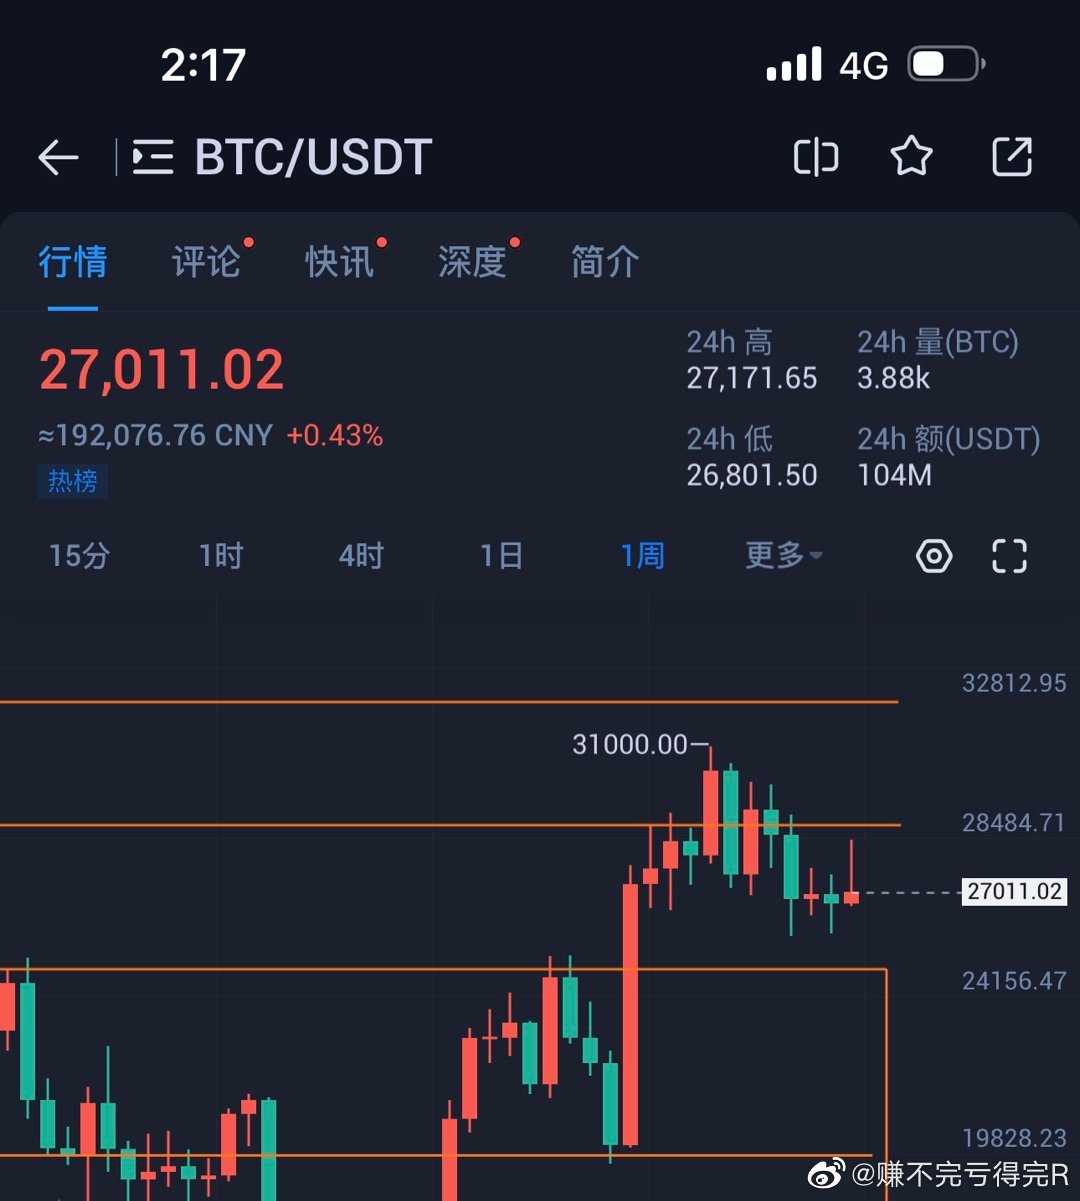 2:17 4G
BTC/USDT
行情 评论 快讯 深度 简介
27,011.02
≈192,076.76 CNY +0.43%
热榜
24h 高 24h 量(BTC)
27,171.65 3.88k
24h 低 24h 额(USDT)
26,801.50 104M
15分 1时 4时 1日 1周 更多
32812.95
31000.00
28484.71
27011.02
24156.47
19828.23
@赚不完亏得完R